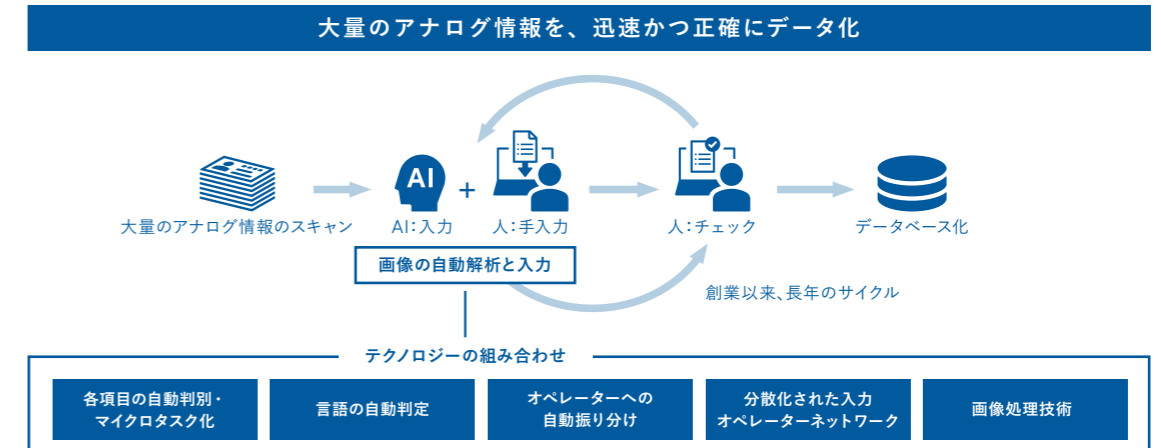 大量のアナログ情報を、迅速かつ正確にデータ化
AI
+
大量のアナログ情報のスキャン
AI：入力
人：手入力
人：チェック
データベース化
画像の自動解析と入力
創業以来、長年のサイクル
テクノロジーの組み合わせ
各項目の自動判別・
マイクロタスク化
言語の自動判定
オペレーターへの
自動振り分け
分散化された入力
オペレーターネットワーク
画像処理技術